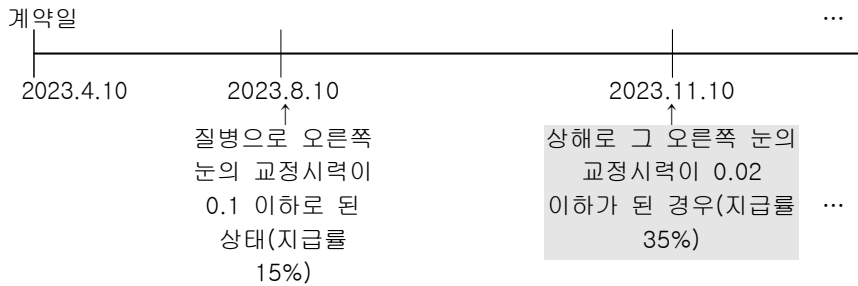 계약일 …
2023.4.10 2023.8.10 2023.11.10
질병으로 오른쪽
눈의 교정시력이
0.1 이하로 된
상태(지급률
15%)
상해로 그 오른쪽 눈의
교정시력이 0.02
이하가 된 경우(지급률
35%)
…